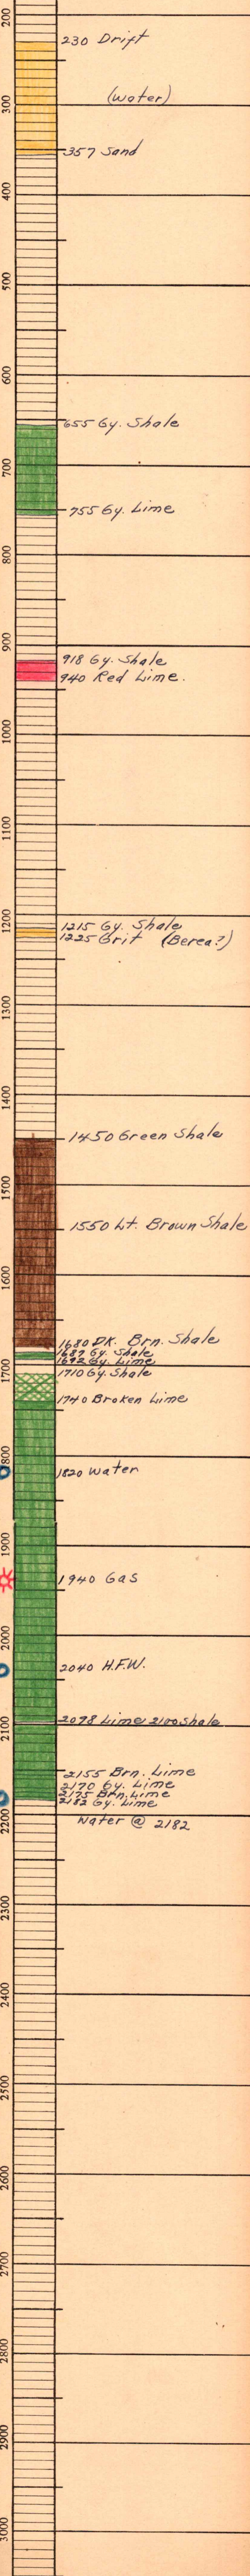 200
230 Drift
(water)
300
357 Sand
400
500
600
655 Gy. Shale
700
755 Gy. Lime
800
900
918 Gy. Shale
940 Red Lime.
1000
1100
1200
1215 Gy. Shale
1225 Grit (Berea?)
1300
1400
1450 Green Shale
1500
1550 Lt. Brown Shale
1600
1680 DK. Brn. Shale
1687 Gy. Shale
1692 Gy. Lime
1700
1710 Gy. Shale
1740 Broken Lime
1800
1820 Water
1900
1940 Gas
2000
2040 H.F.W.
2098 Lime 2100 Shale
2100
2155 Brn. Lime
2170 Gy. Lime
2175 Brn. Lime
2182 Gy. Lime
2200
Water @ 2182
2300
2400
2500
2600
2700
2800
2900
3000